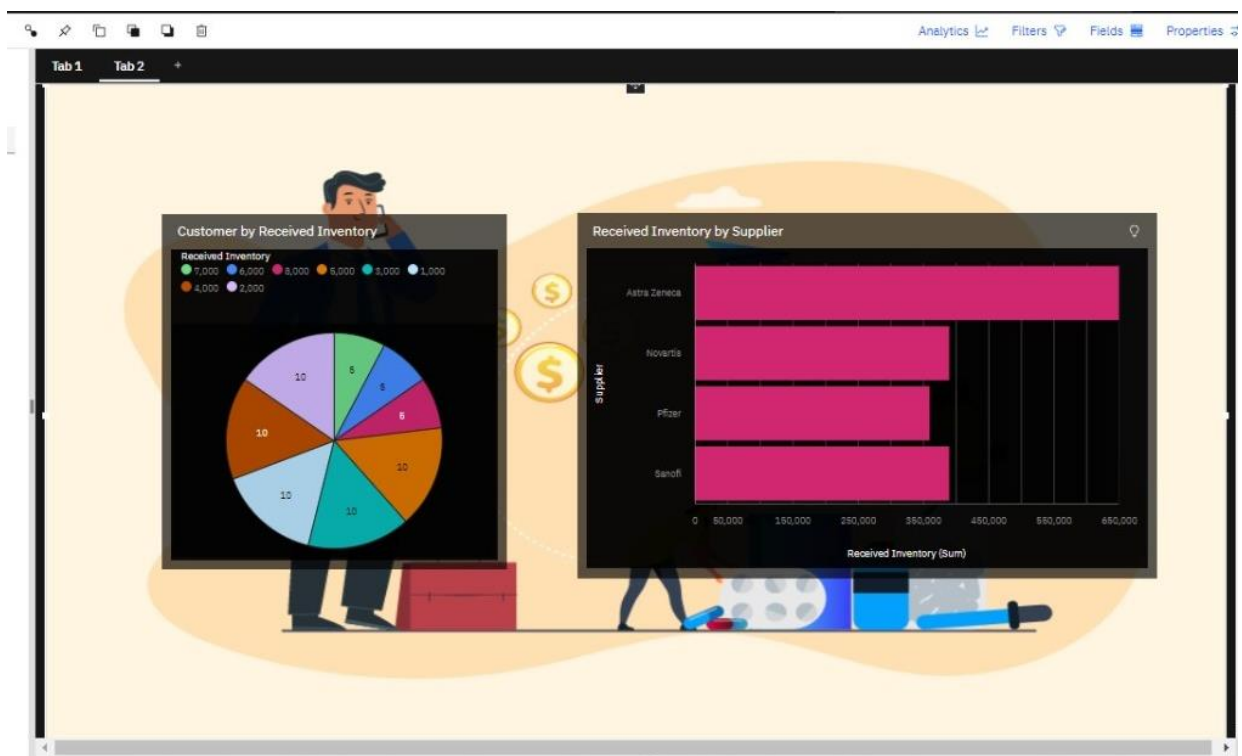 Analytics Filters Fields Properties
Tab 1 Tab 2 +
Customer by Received Inventory
Received Inventory
7,000 6,000 8,000 5,000 3,000 1,000
4,000 2,000
10 5 5
10 5
10 10
10 10
Received Inventory by Supplier
Supplier
Astra Zeneca
Novartis
Pfizer
Sanofi
0 50,000 150,000 250,000 350,000 450,000 550,000 650,000
Received Inventory (Sum)
$
$